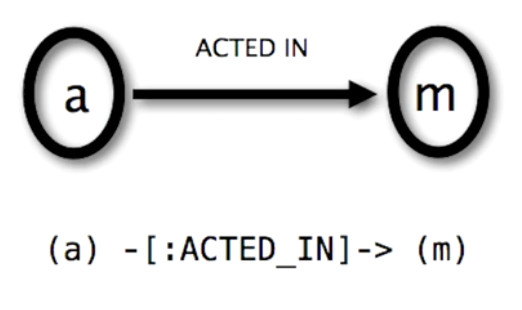 ACTED IN
a m
(a) -[:ACTED_IN]-> (m)